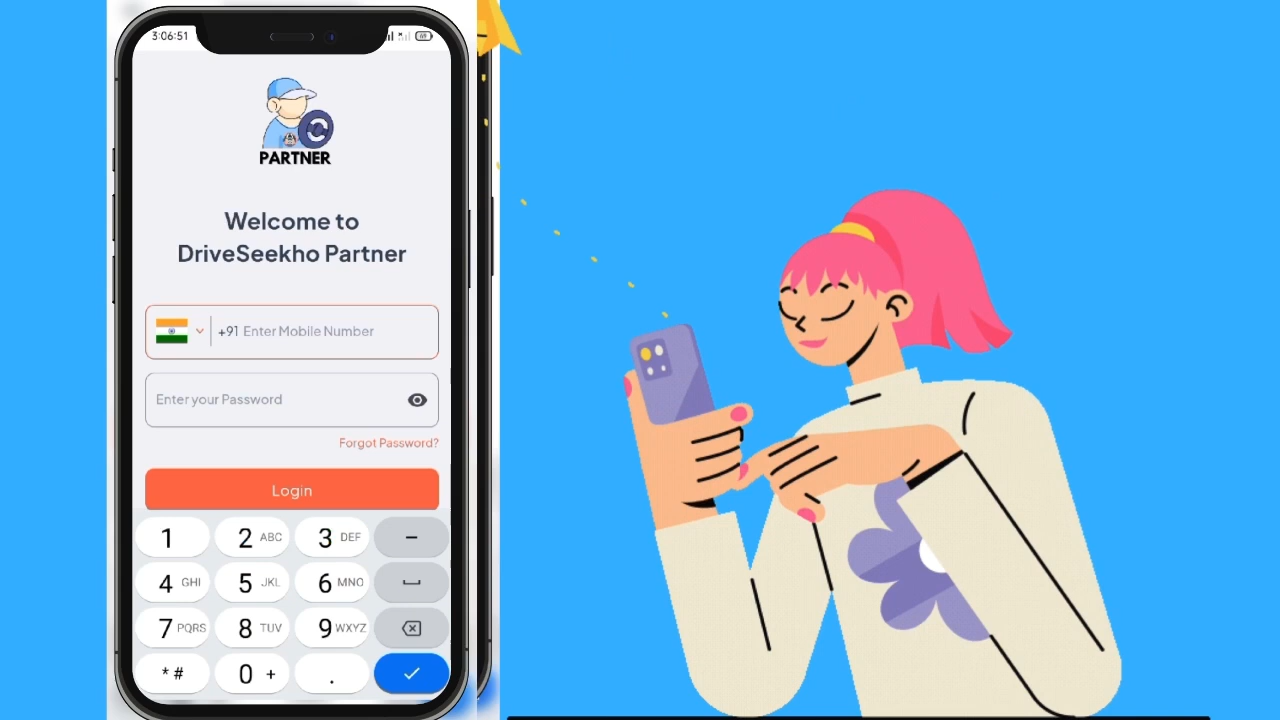 3:06:51
69
PARTNER
Welcome to
DriveSeekho Partner
+91 Enter Mobile Number
Enter your Password
Forgot Password?
Login
1 2 ABC 3 DEF -
4 GHI 5 JKL 6 MNO
7 PQRS 8 TUV 9 WXYZ
* # 0 + .